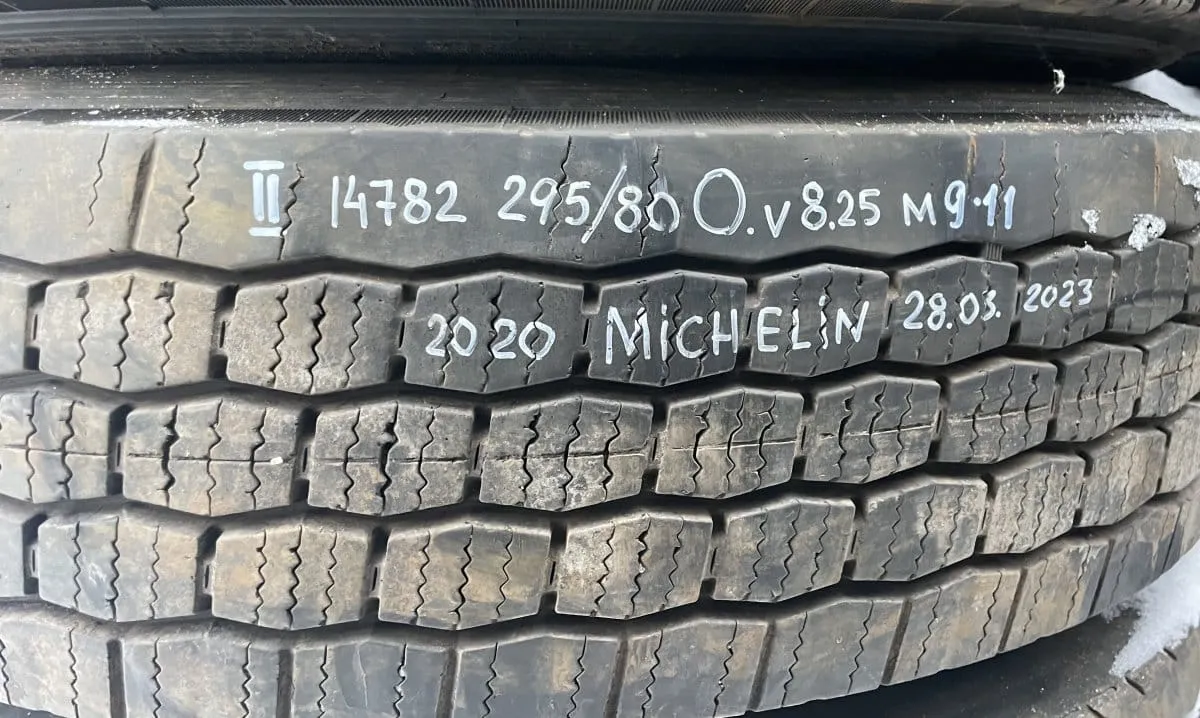 II 14782 295/80 O.v 8.25 M 9-11
2020 MiCHELiN 28.03. 2023